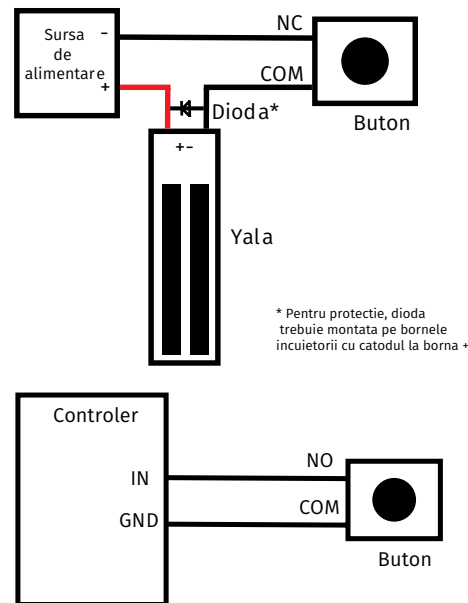 Sursa
de
alimentare
-
+
NC
COM
Buton
Dioda*
+-
Yala
* Pentru protectie, dioda
trebuie montata pe bornele
incuietorii cu catodul la borna +
Controler
IN
GND
NO
COM
Buton